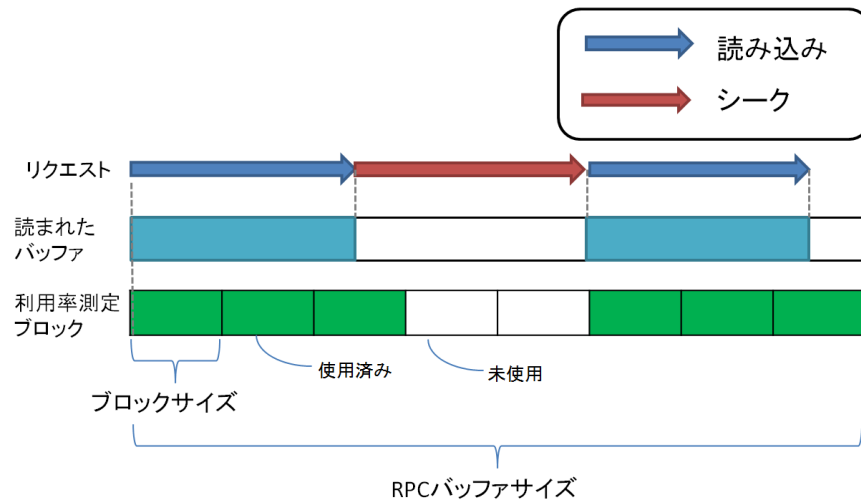 読み込み
シーク
リクエスト
読まれた
バッファ
利用率測定
ブロック
使用済み
未使用
ブロックサイズ
RPCバッファサイズ